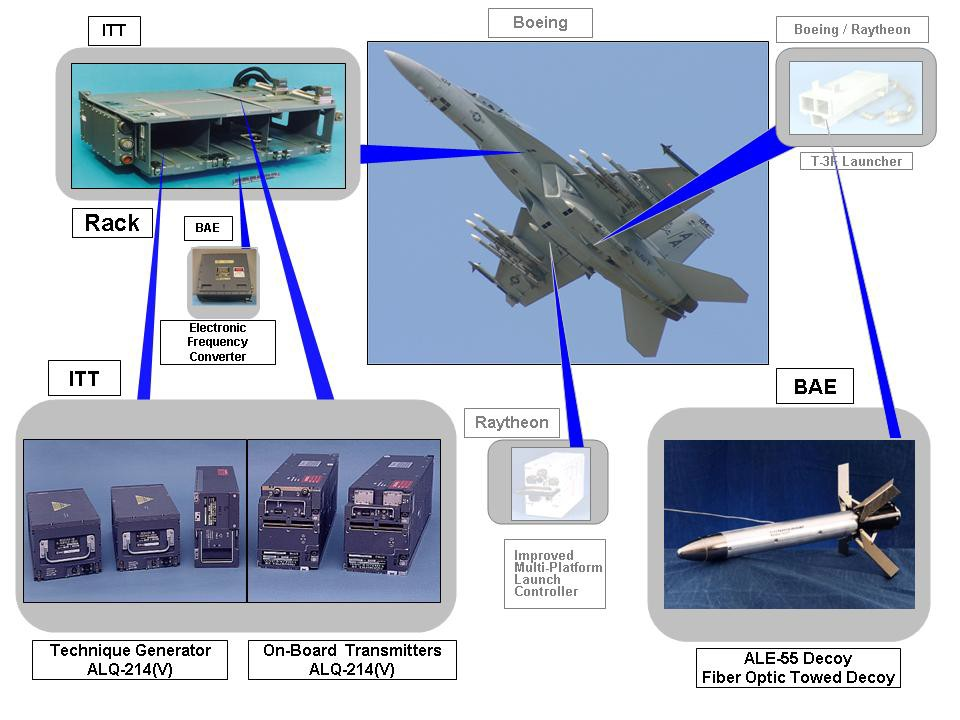 ITT
Boeing
Boeing / Raytheon
T-3F Launcher
Rack
BAE
Electronic
Frequency
Converter
ITT
Raytheon
BAE
Improved
Multi-Platform
Launch
Controller
Technique Generator
ALQ-214(V)
On-Board Transmitters
ALQ-214(V)
ALE-55 Decoy
Fiber Optic Towed Decoy